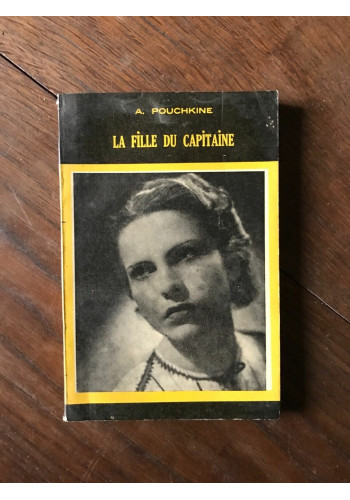 A. POUCHKINE
LA FILLE DU CAPITAINE